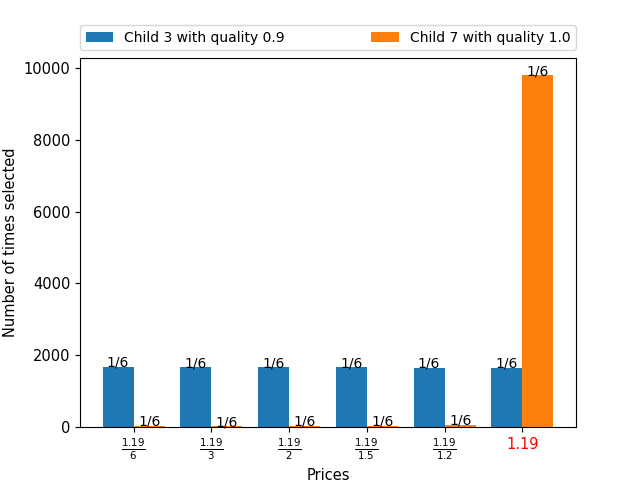 Child 3 with quality 0.9 Child 7 with quality 1.0
Number of times selected
10000
8000
6000
4000
2000
0
1/6 1/6 1/6 1/6 1/6 1/6 1/6 1/6 1/6 1/6 1/6 1/6
1.19/6 1.19/3 1.19/2 1.19/1.5 1.19/1.2 1.19
Prices